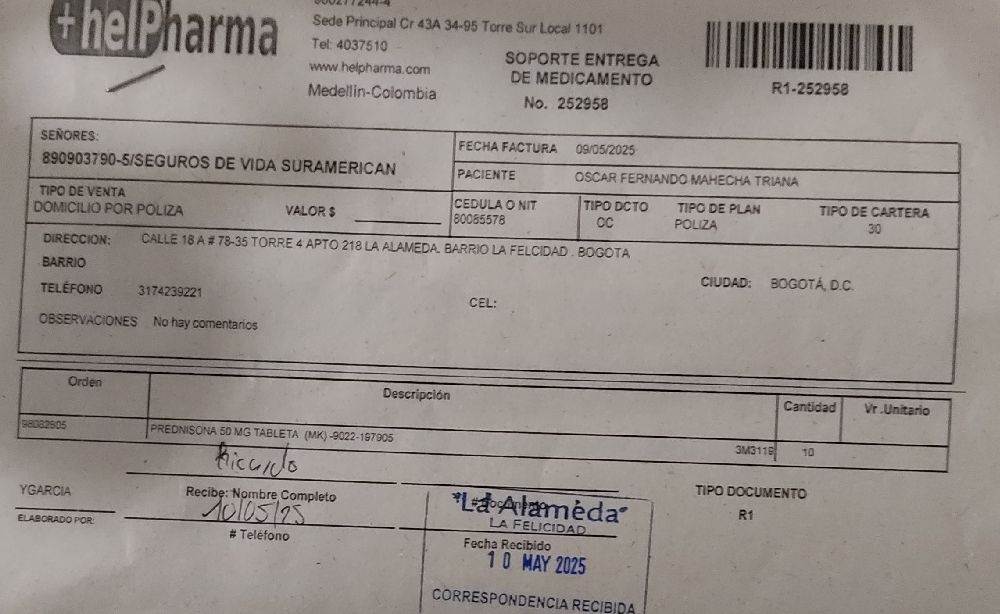 +helPharma
Sede Principal Cr 43A 34-95 Torre Sur Local 1101
Tel: 4037510
www.helpharma.com
Medellin-Colombia
SOPORTE ENTREGA
DE MEDICAMENTO
No. 252958
R1-252958
SEÑORES:
890903790-5/SEGUROS DE VIDA SURAMERICAN
FECHA FACTURA 09/05/2025
PACIENTE OSCAR FERNANDO MAHECHA TRIANA
TIPO DE VENTA
DOMICILIO POR POLIZA VALOR $
CEDULA O NIT
80085578
TIPO DCTO
CC
TIPO DE PLAN
POLIZA
TIPO DE CARTERA
30
DIRECCION: CALLE 18 A # 78-35 TORRE 4 APTO 218 LA ALAMEDA. BARRIO LA FELCIDAD . BOGOTA
BARRIO
CIUDAD: BOGOTÁ, D.C.
TELÉFONO 3174239221
CEL:
OBSERVACIONES No hay comentarios
Orden Descripción Cantidad Vr .Unitario
98082605 PREDNISONA 50 MG TABLETA (MK) -9022-197905 3M3119 10
Ricardo
YGARCIA
ELABORADO POR:
Recibe: Nombre Completo
10/05/25
# Teléfono
"La Alameda"
LA FELICIDAD
Fecha Recibido
10 MAY 2025
CORRESPONDENCIA RECIBIDA
TIPO DOCUMENTO
R1